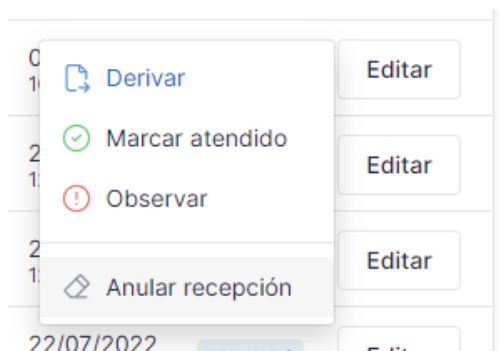 Derivar
Editar
Marcar atendido
Editar
Observar
Editar
Anular recepción
22/07/2022